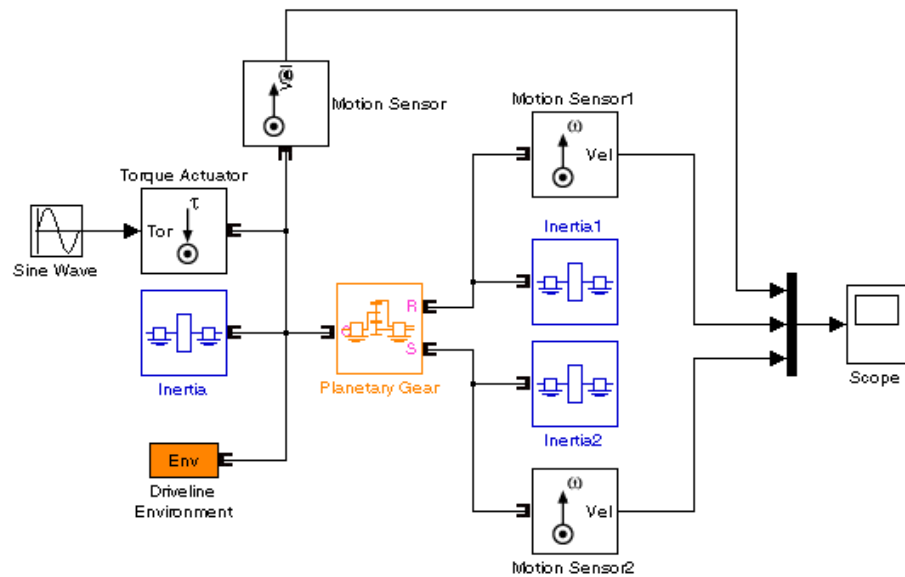 Vel
Motion Sensor
Motion Sensor1
ω
Vel
Torque Actuator
τ
Tor
Sine Wave
Inertia1
Inertia
e
R
S
Planetary Gear
Inertia2
Scope
Env
Driveline
Environment
ω
Vel
Motion Sensor2